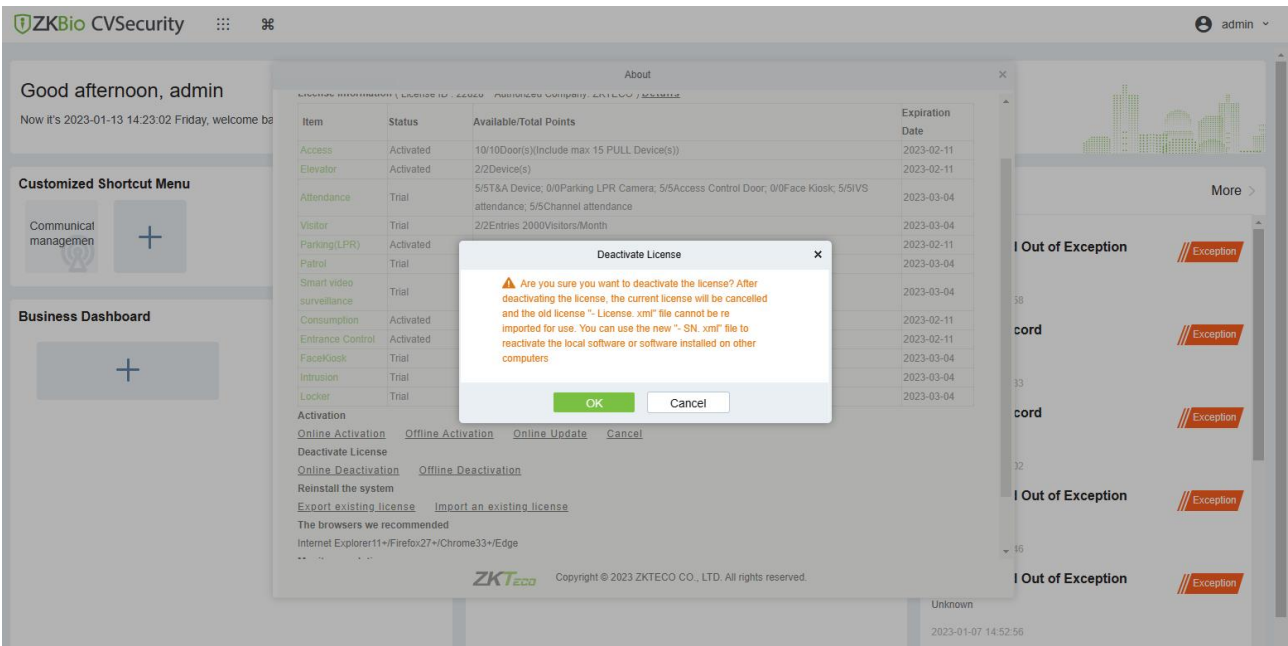 ZKBio CVSecurity
admin
Good afternoon, admin
Now it's 2023-01-13 14:23:02 Friday, welcome ba
Customized Shortcut Menu
Communicat
managemen
Business Dashboard
About
License Information ( License ID : 22020 Authorized Company: ZKTECO ) Details
Item Status Available/Total Points Expiration
Date
Access Activated 10/10Door(s)(Include max 15 PULL Device(s)) 2023-02-11
Elevator Activated 2/2Device(s) 2023-02-11
Attendance Trial 5/5T&A Device; 0/0Parking LPR Camera; 5/5Access Control Door; 0/0Face Kiosk; 5/5IVS 2023-03-04
attendance; 5/5Channel attendance
Visitor Trial 2/2Entries 2000Visitors/Month 2023-03-04
Parking(LPR) Activated 2023-02-11
Patrol Trial 2023-03-04
Smart video
surveillance Trial 2023-03-04
Consumption Activated 2023-02-11
Entrance Control Activated 2023-02-11
FaceKiosk Trial 2023-03-04
Intrusion Trial 2023-03-04
Locker Trial 2023-03-04
Deactivate License
Are you sure you want to deactivate the license? After
deactivating the license, the current license will be cancelled
and the old license "- License. xml" file cannot be re
imported for use. You can use the new "- SN. xml" file to
reactivate the local software or software installed on other
computers
OK Cancel
Activation
Online Activation Offline Activation Online Update Cancel
Deactivate License
Online Deactivation Offline Deactivation
Reinstall the system
Export existing license Import an existing license
The browsers we recommended
Internet Explorer11+/Firefox27+/Chrome33+/Edge
ZKTECO Copyright © 2023 ZKTECO CO., LTD. All rights reserved.
More
l Out of Exception Exception
58
cord Exception
33
cord Exception
32
l Out of Exception Exception
46
l Out of Exception Exception
Unknown
2023-01-07 14:52:56